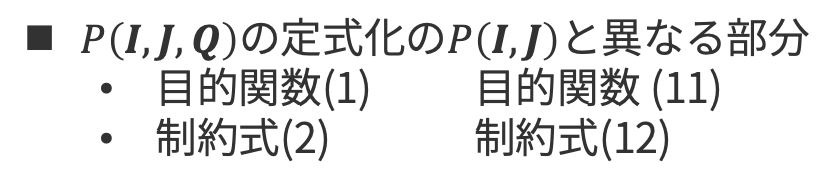 ■ P(I, J, Q)の定式化のP(I, J)と異なる部分
• 目的関数(1) 目的関数 (11)
• 制約式(2) 制約式(12)